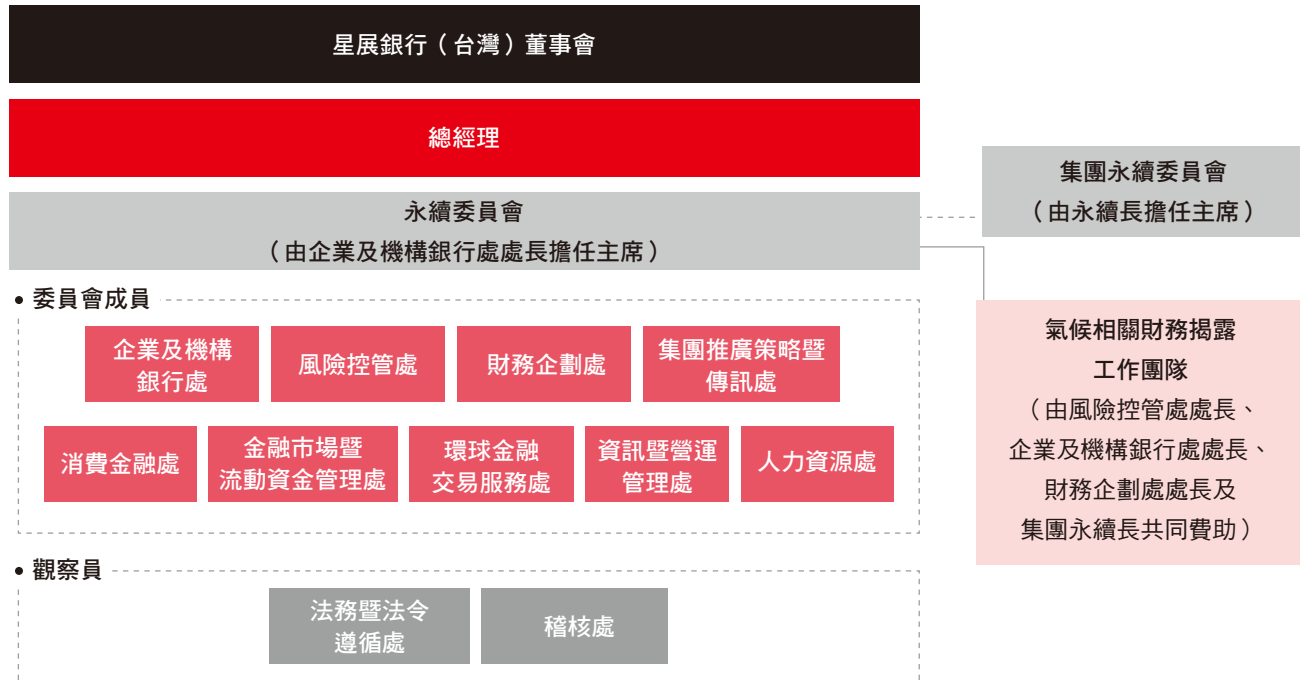 星展銀行（台灣）董事會
總經理
永續委員會
（由企業及機構銀行處處長擔任主席）
集團永續委員會
（由永續長擔任主席）
• 委員會成員
企業及機構
銀行處
風險控管處
財務企劃處
集團推廣策略暨
傳訊處
消費金融處
金融市場暨
流動資金管理處
環球金融
交易服務處
資訊暨營運
管理處
人力資源處
氣候相關財務揭露
工作團隊
（由風險控管處處長、
企業及機構銀行處處長、
財務企劃處處長及
集團永續長共同費助）
• 觀察員
法務暨法令
遵循處
稽核處